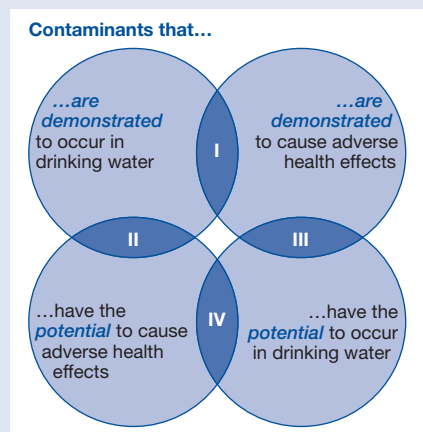 Contaminants that...
...are
demonstrated
to occur in
drinking water
...are
demonstrated
to cause adverse
health effects
I
II
III
IV
...have the
potential to cause
adverse health
effects
...have the
potential to occur
in drinking water